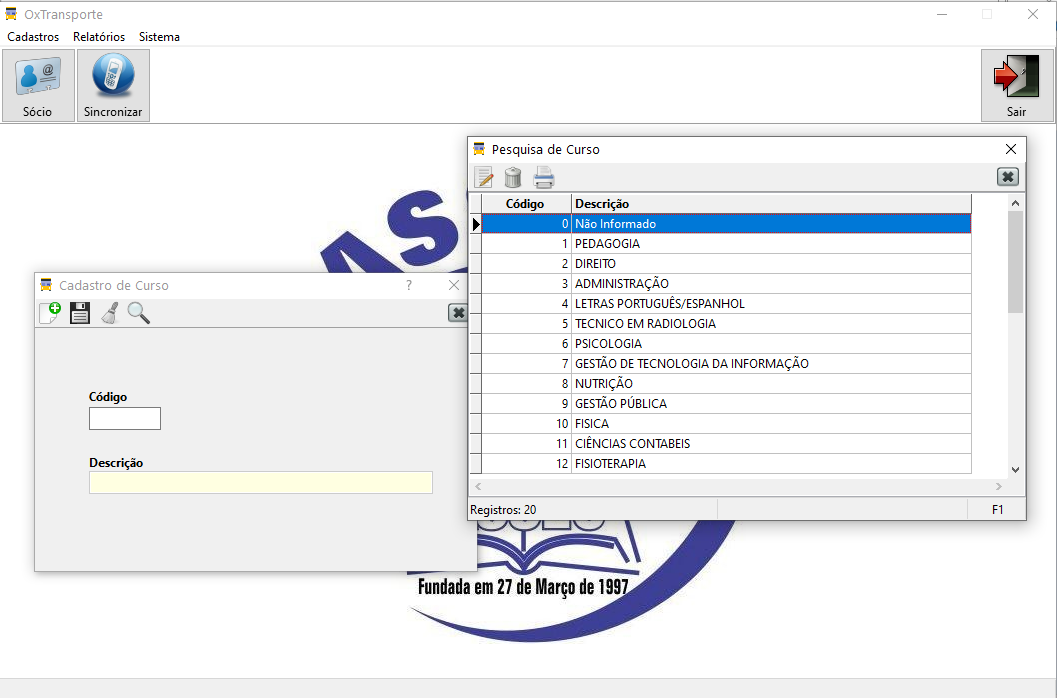 OxTransporte
Cadastros Relatórios Sistema
Sócio Sincronizar Sair
Pesquisa de Curso
Código Descrição
0 Não Informado
1 PEDAGOGIA
2 DIREITO
3 ADMINISTRAÇÃO
4 LETRAS PORTUGUÊS/ESPANHOL
5 TECNICO EM RADIOLOGIA
6 PSICOLOGIA
7 GESTÃO DE TECNOLOGIA DA INFORMAÇÃO
8 NUTRIÇÃO
9 GESTÃO PÚBLICA
10 FISICA
11 CIÊNCIAS CONTABEIS
12 FISIOTERAPIA
Registros: 20 F1
Cadastro de Curso ?
Código
Descrição
AS
Fundada em 27 de Março de 1997